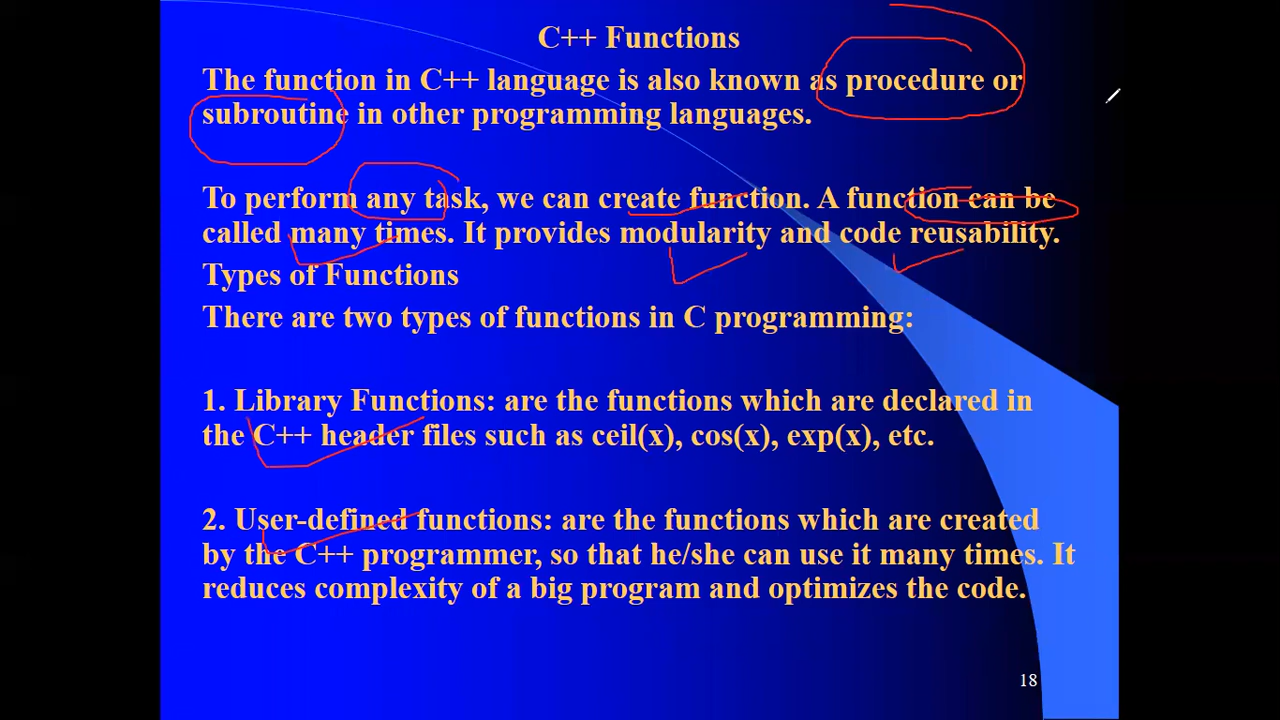 C++ Functions
The function in C++ language is also known as procedure or
subroutine in other programming languages.
To perform any task, we can create function. A function can be
called many times. It provides modularity and code reusability.
Types of Functions
There are two types of functions in C programming:
1. Library Functions: are the functions which are declared in
the C++ header files such as ceil(x), cos(x), exp(x), etc.
2. User-defined functions: are the functions which are created
by the C++ programmer, so that he/she can use it many times. It
reduces complexity of a big program and optimizes the code.
18